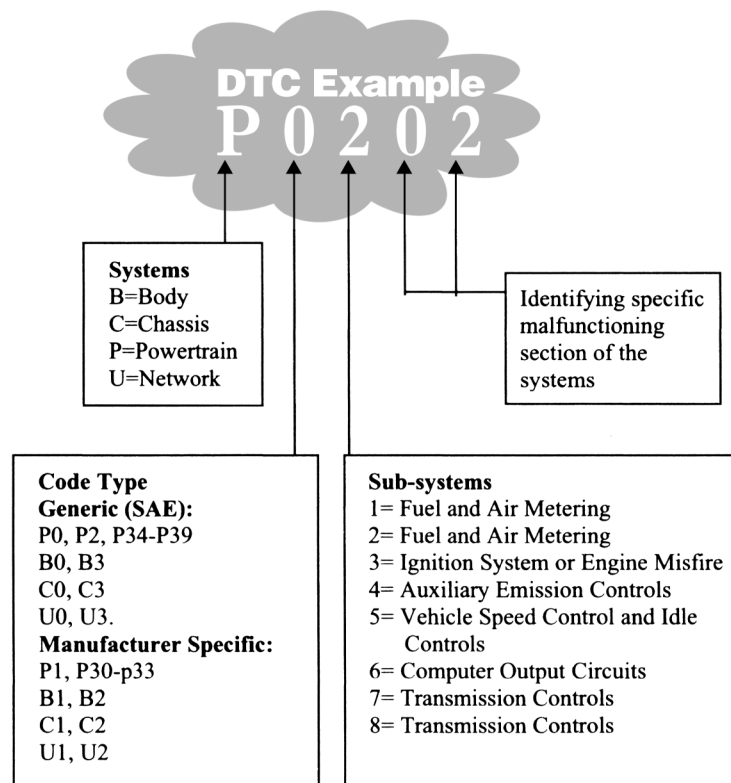 DTC Example
P 0 2 0 2
Systems
B=Body
C=Chassis
P=Powertrain
U=Network
Identifying specific
malfunctioning
section of the
systems
Code Type
Generic (SAE):
P0, P2, P34-P39
B0, B3
C0, C3
U0, U3.
Manufacturer Specific:
P1, P30-p33
B1, B2
C1, C2
U1, U2
Sub-systems
1= Fuel and Air Metering
2= Fuel and Air Metering
3= Ignition System or Engine Misfire
4= Auxiliary Emission Controls
5= Vehicle Speed Control and Idle
Controls
6= Computer Output Circuits
7= Transmission Controls
8= Transmission Controls